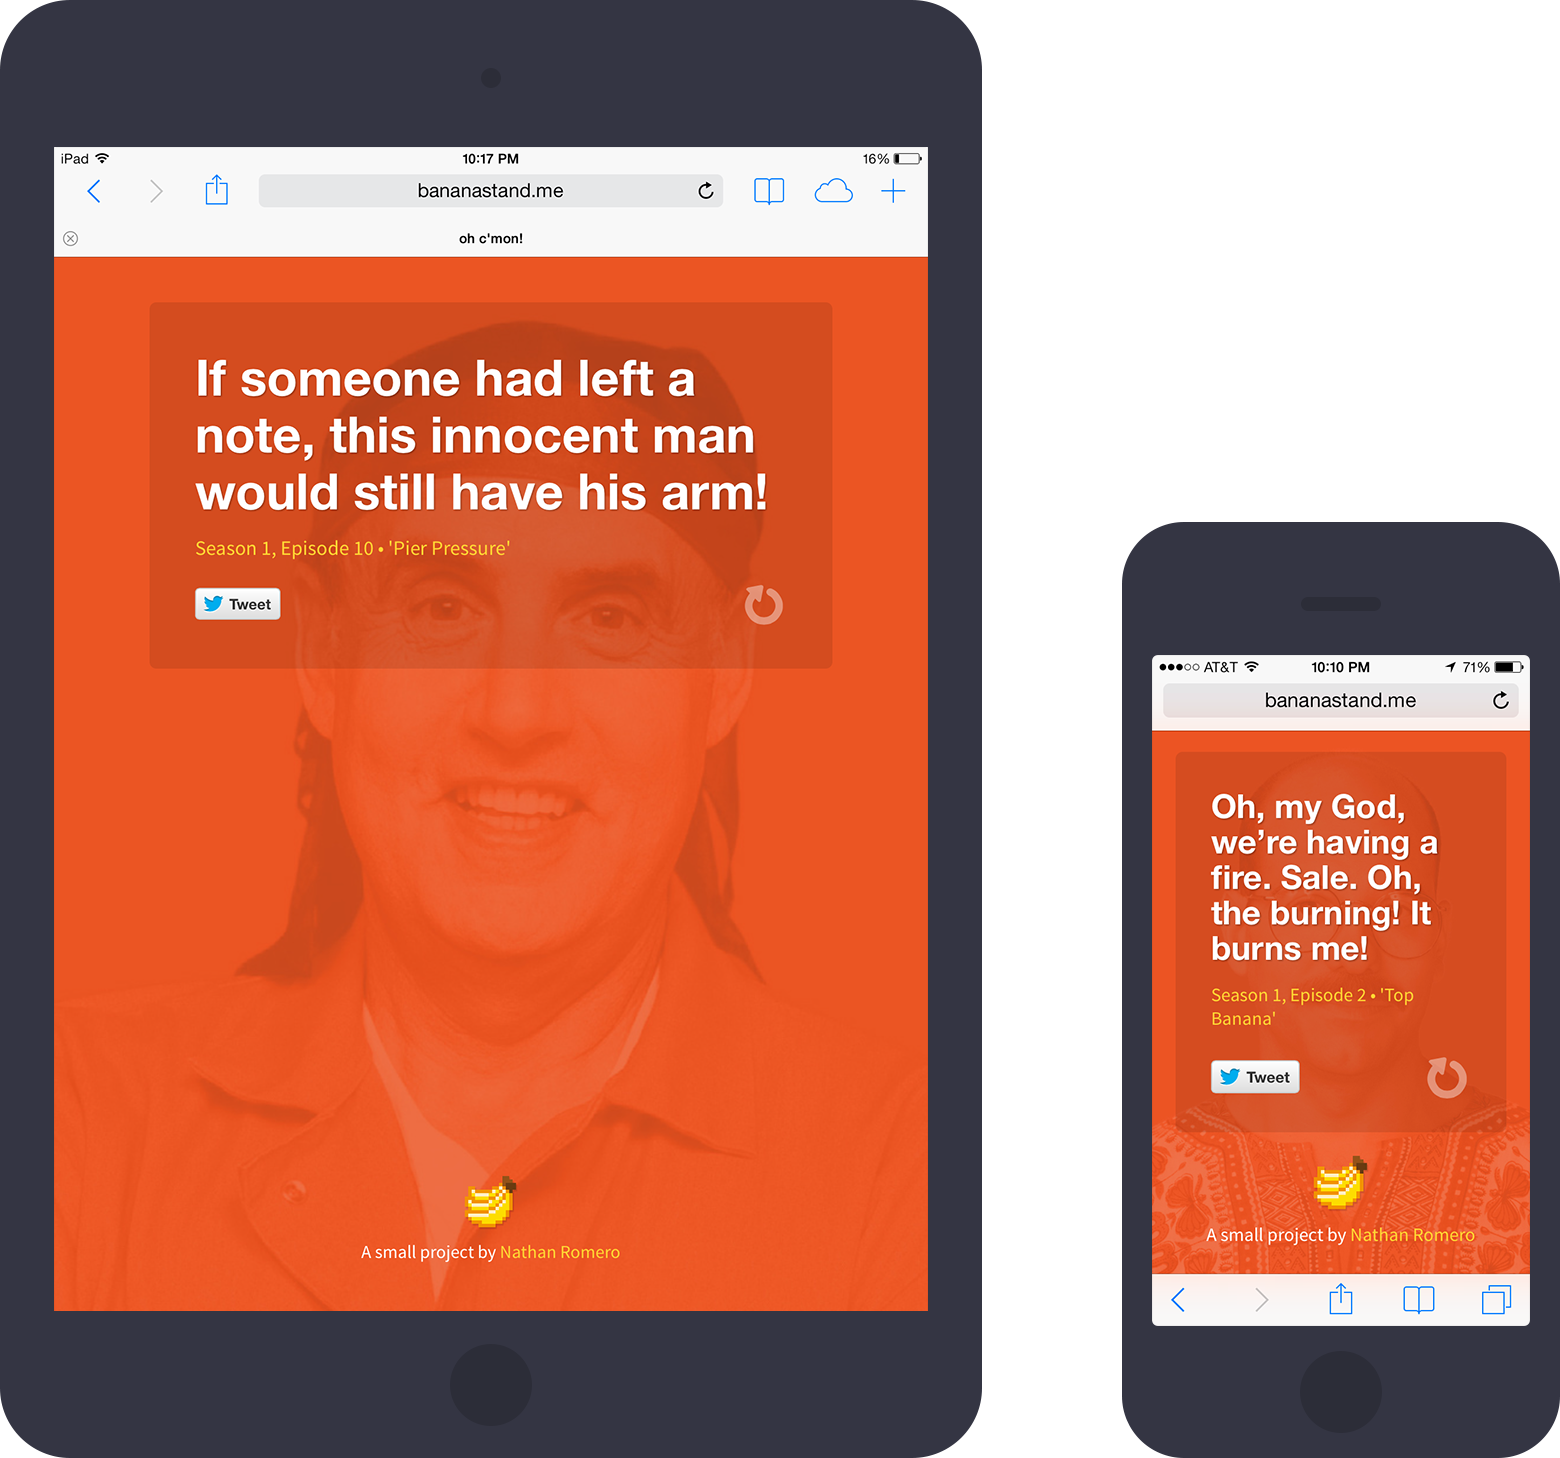 iPad 10:17 PM 16%
bananastand.me
oh c'mon!
If someone had left a
note, this innocent man
would still have his arm!
Season 1, Episode 10 • 'Pier Pressure'
Tweet
A small project by Nathan Romero
AT&T 10:10 PM 71%
bananastand.me
Oh, my God,
we’re having a
fire. Sale. Oh,
the burning! It
burns me!
Season 1, Episode 2 • 'Top
Banana'
Tweet
A small project by Nathan Romero